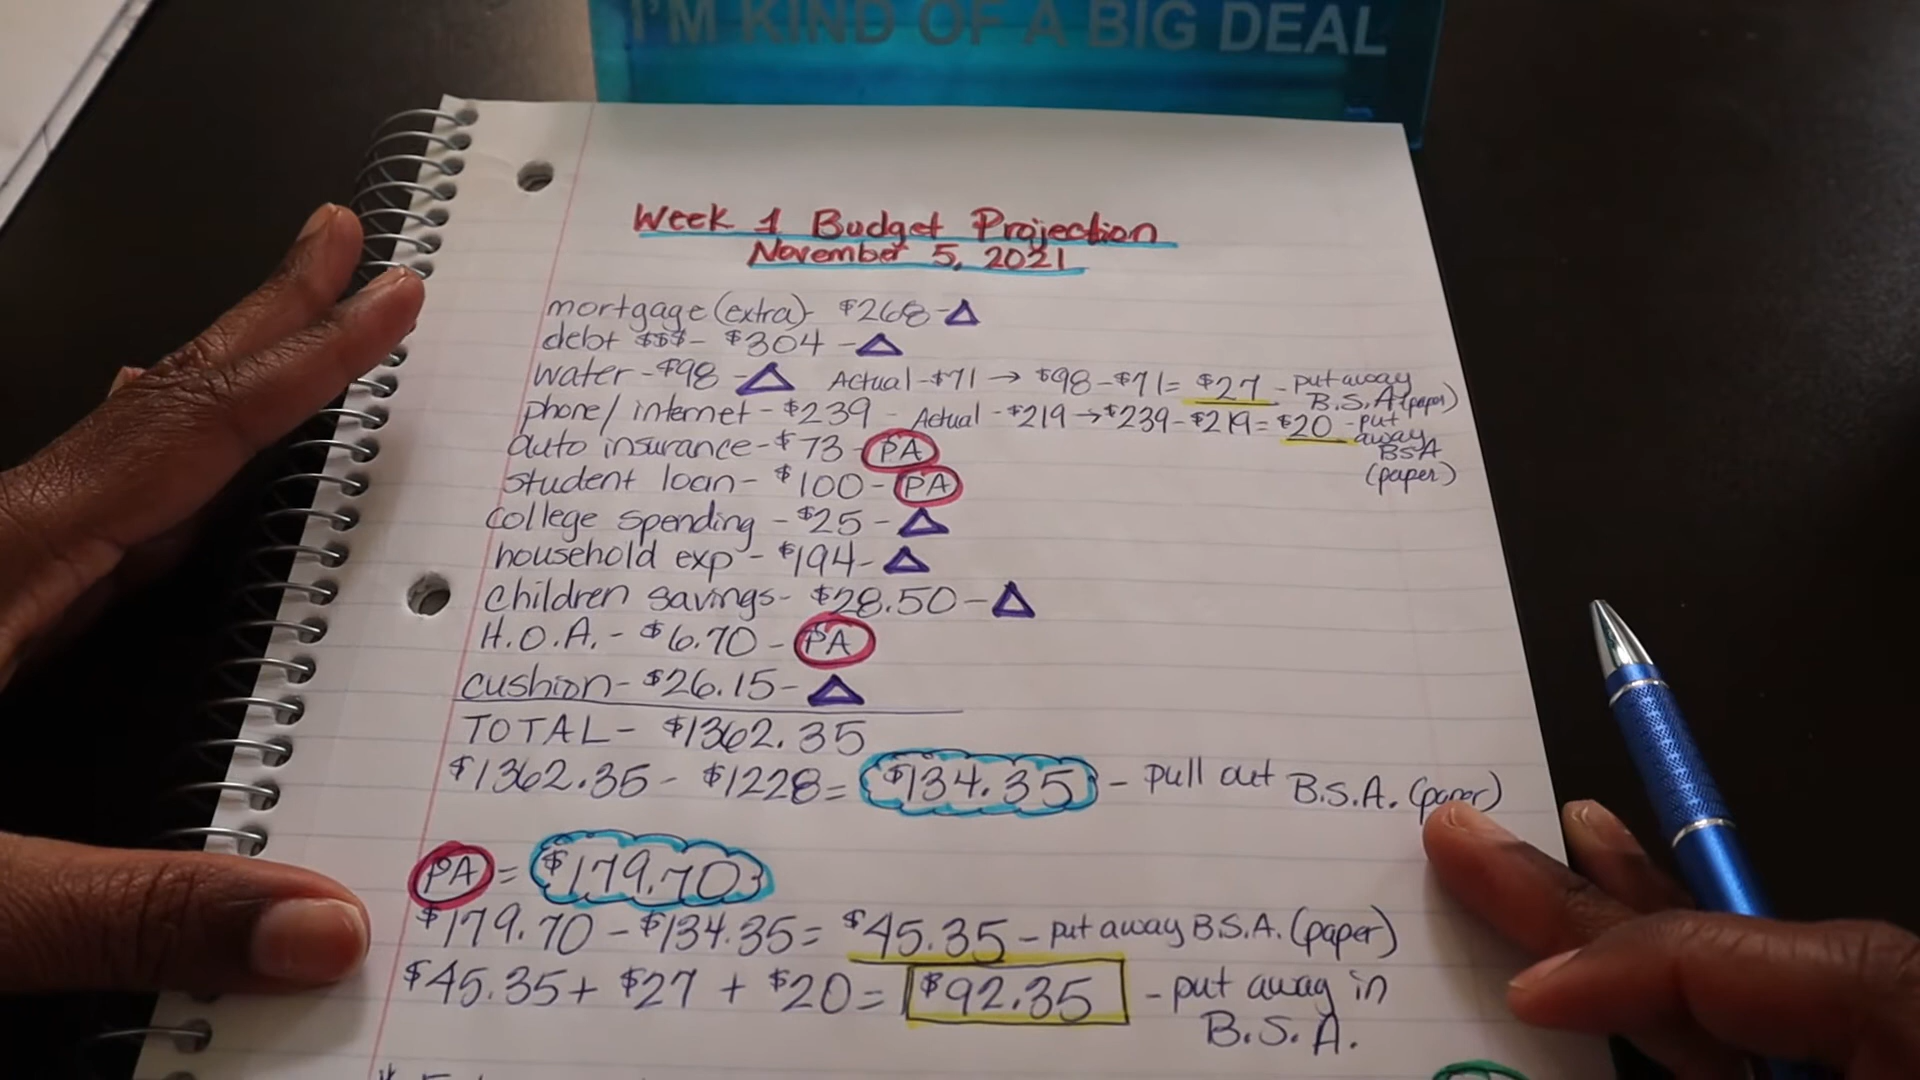 I'M KIND OF A BIG DEAL
Week 1 Budget Projection
November 5, 2021
mortgage (extra)- $268 - △
debt $$$ - $304 - △
water - $98 - △ Actual - $71 → $98 - $71 = $27 - put away B.S.A (paper)
phone/internet - $239 - Actual - $219 → $239 - $219 = $20 - put away BSA (paper)
auto insurance - $73 - PA
student loan - $100 - PA
college spending - $25 - △
household exp - $194 - △
children savings - $28.50 - △
H.O.A. - $6.70 - PA
cushion - $26.15 - △
TOTAL - $1362.35
$1362.35 - $1228 = $134.35 - pull out B.S.A. (paper)
PA = $179.70
$179.70 - $134.35 = $45.35 - put away B.S.A. (paper)
$45.35 + $27 + $20 = $92.35 - put away in B.S.A.